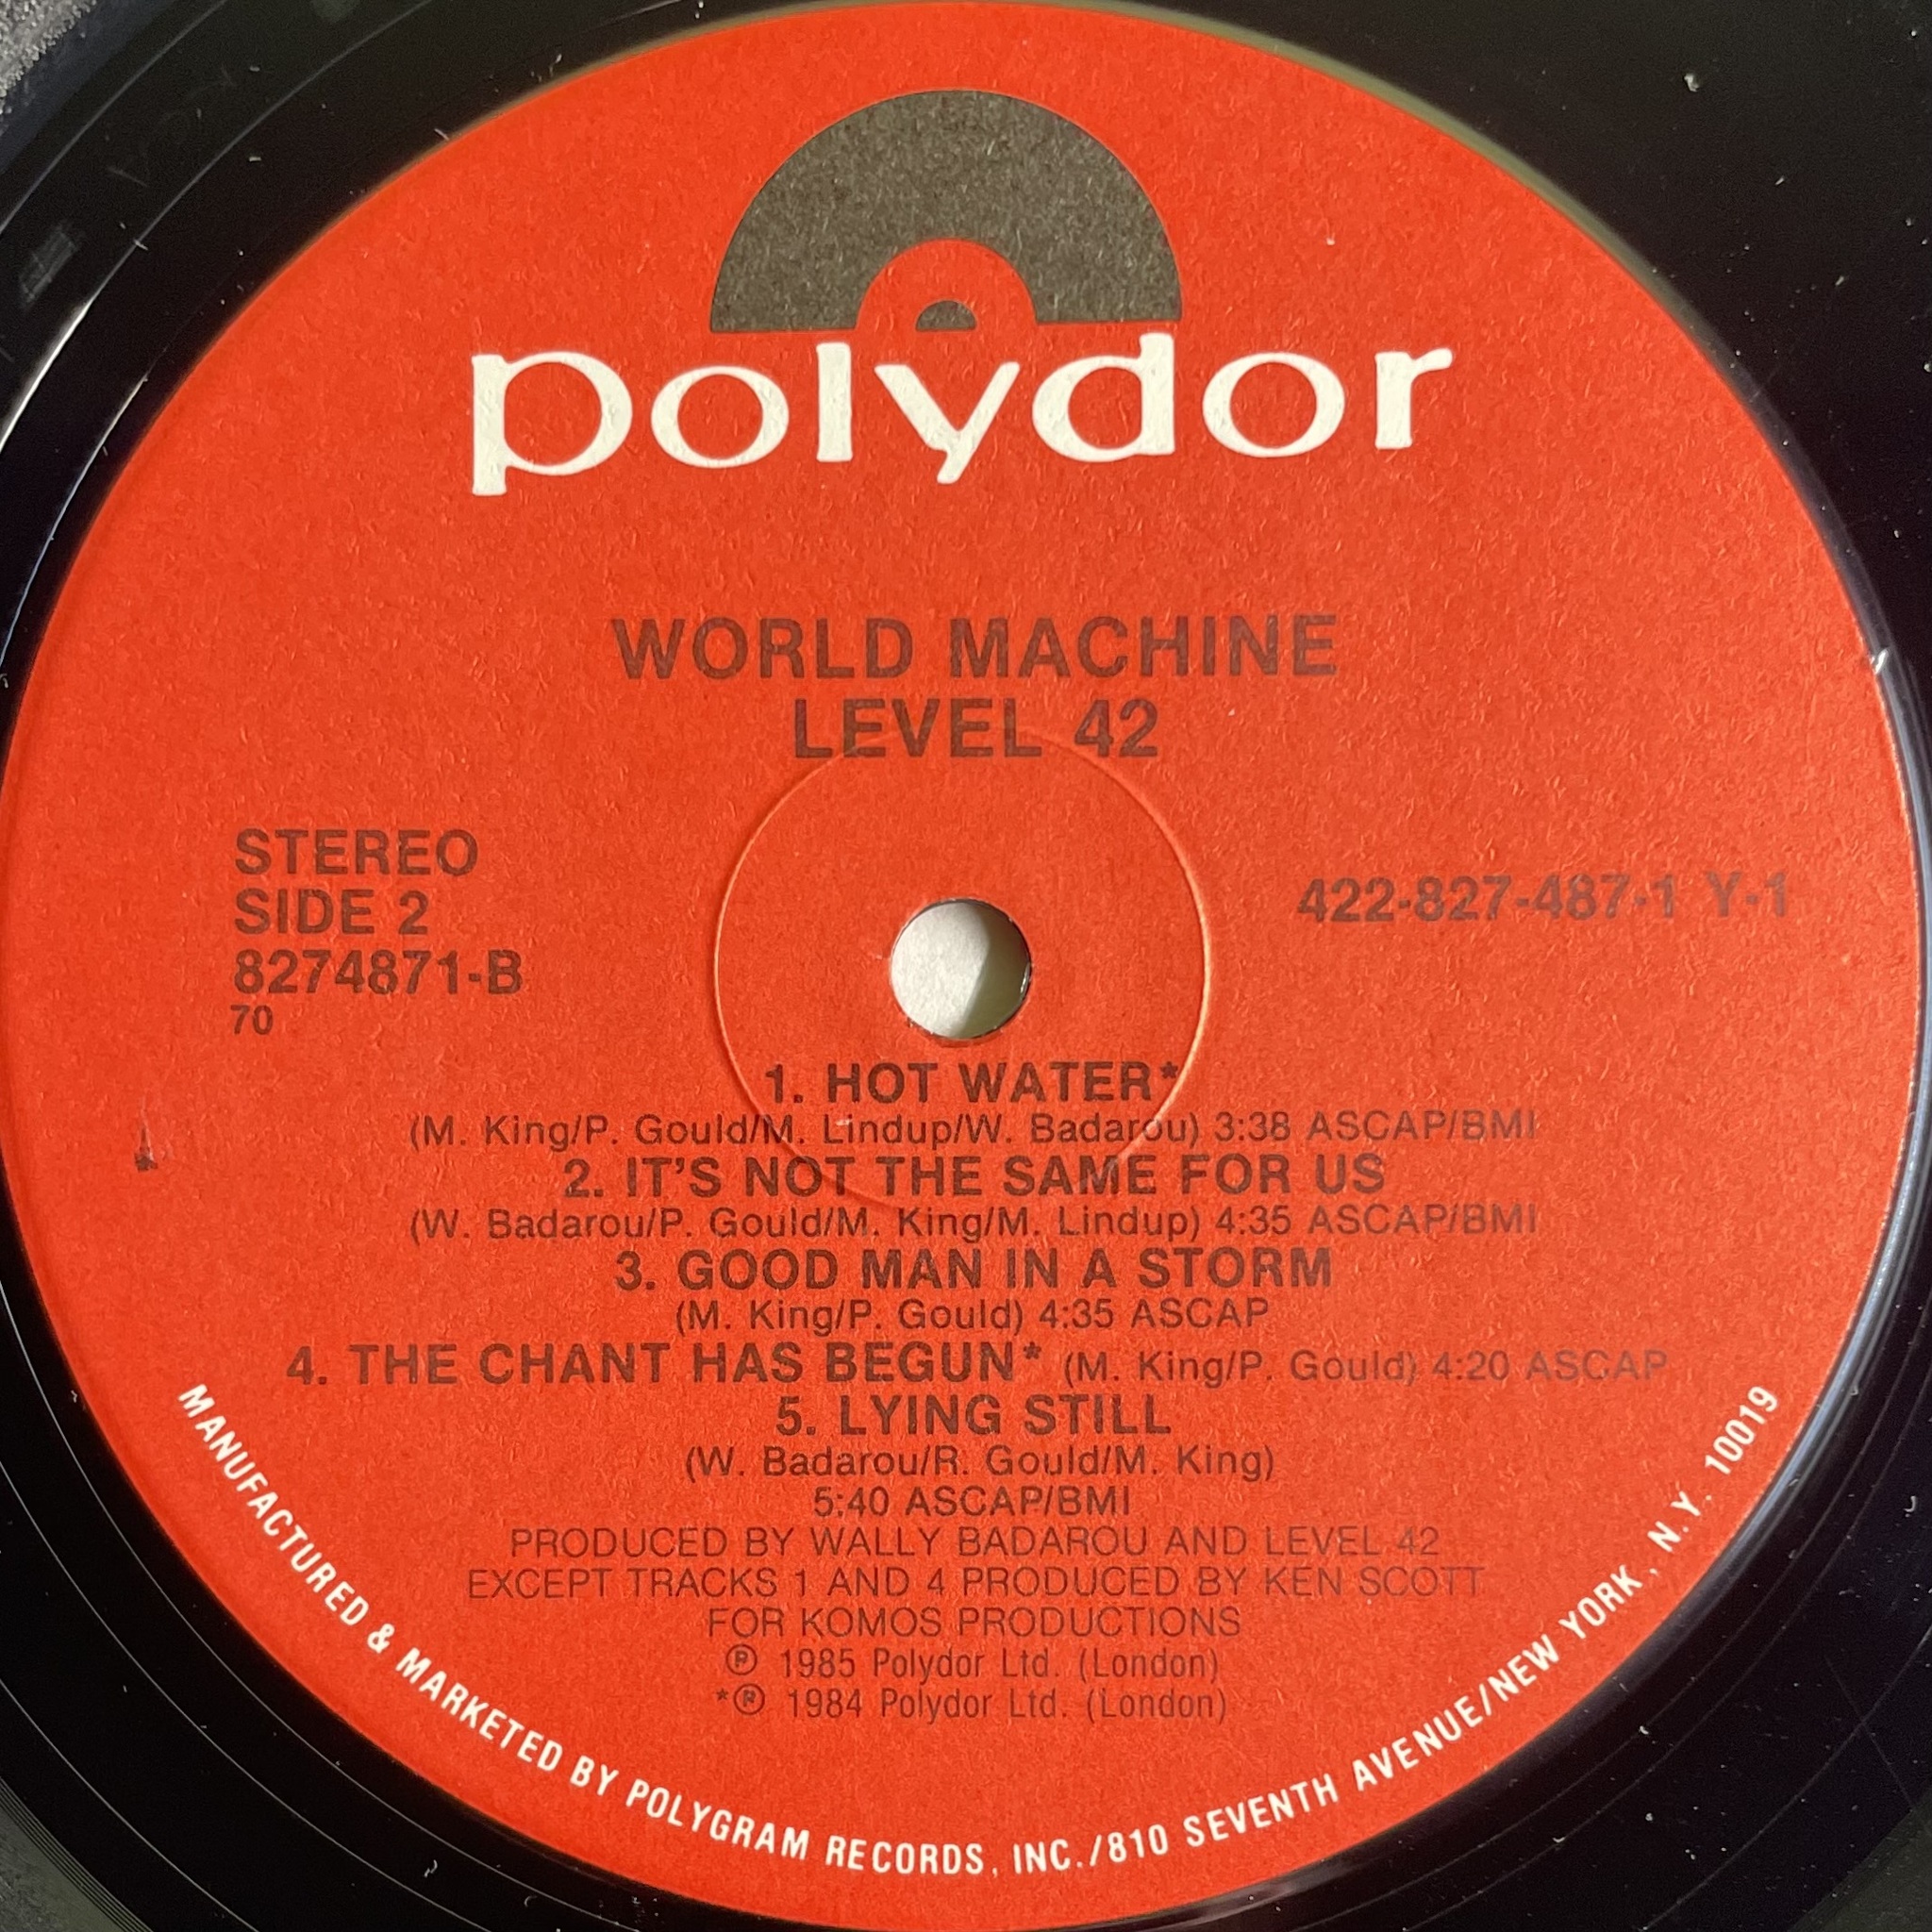 polydor
WORLD MACHINE
LEVEL 42
STEREO
SIDE 2
8274871-B
70
422-827-487-1 Y-1
1. HOT WATER*
(M. King/P. Gould/M. Lindup/W. Badarou) 3:38 ASCAP/BMI
2. IT'S NOT THE SAME FOR US
(W. Badarou/P. Gould/M. King/M. Lindup) 4:35 ASCAP/BMI
3. GOOD MAN IN A STORM
(M. King/P. Gould) 4:35 ASCAP
4. THE CHANT HAS BEGUN* (M. King/P. Gould) 4:20 ASCAP
5. LYING STILL
(W. Badarou/R. Gould/M. King)
5:40 ASCAP/BMI
PRODUCED BY WALLY BADAROU AND LEVEL 42
EXCEPT TRACKS 1 AND 4 PRODUCED BY KEN SCOTT
FOR KOMOS PRODUCTIONS
℗ 1985 Polydor Ltd. (London)
*℗ 1984 Polydor Ltd. (London)
MANUFACTURED & MARKETED BY POLYGRAM RECORDS, INC./810 SEVENTH AVENUE/NEW YORK, N.Y. 10019